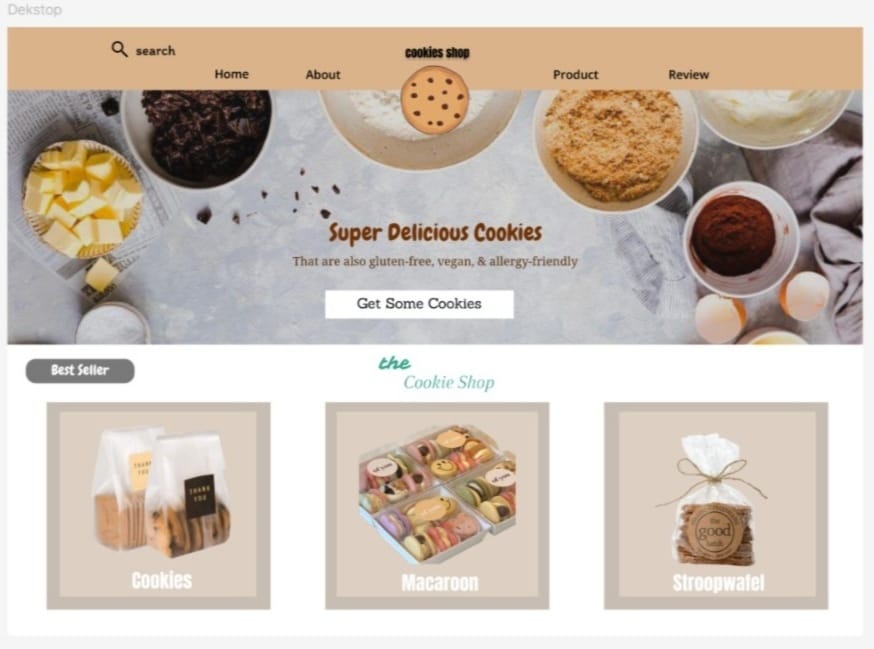 Dekstop
search
cookies shop
Home
About
Product
Review
Super Delicious Cookies
That are also gluten-free, vegan, & allergy-friendly
Get Some Cookies
Best Seller
the
Cookie Shop
THANK
YOU
THANK
YOU
Cookies
Macaroon
the
good
batch
Stroopwafel